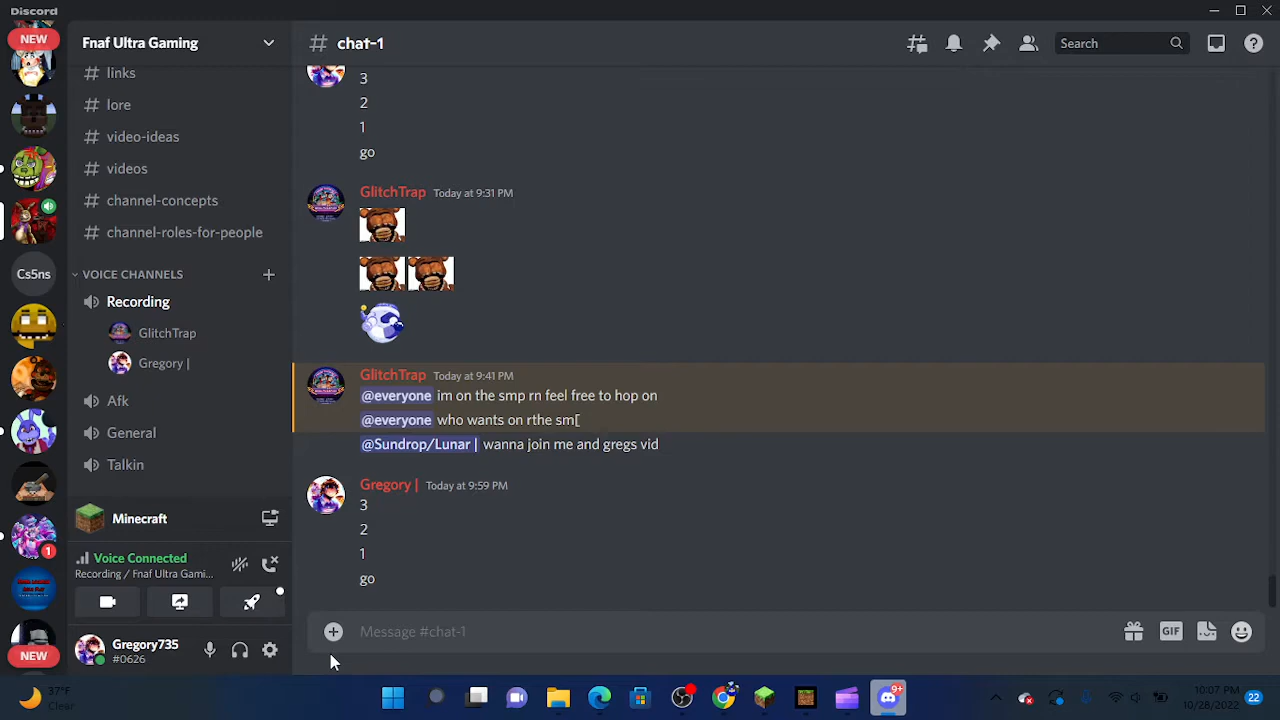 Discord
NEW
Fnaf Ultra Gaming
# chat-1
Search
# links
# lore
# video-ideas
# videos
# channel-concepts
# channel-roles-for-people
VOICE CHANNELS
Recording
GlitchTrap
Gregory |
Afk
General
Talkin
Minecraft
Voice Connected
Recording / Fnaf Ultra Gami...
Gregory735
#0626
Cs5ns
1
NEW
3
2
1
go
GlitchTrap Today at 9:31 PM
GlitchTrap Today at 9:41 PM
@everyone im on the smp rn feel free to hop on
@everyone who wants on rthe sm[
@Sundrop/Lunar | wanna join me and gregs vid
Gregory | Today at 9:59 PM
3
2
1
go
Message #chat-1
GIF
37°F
Clear
9+
10:07 PM
10/28/2022
22